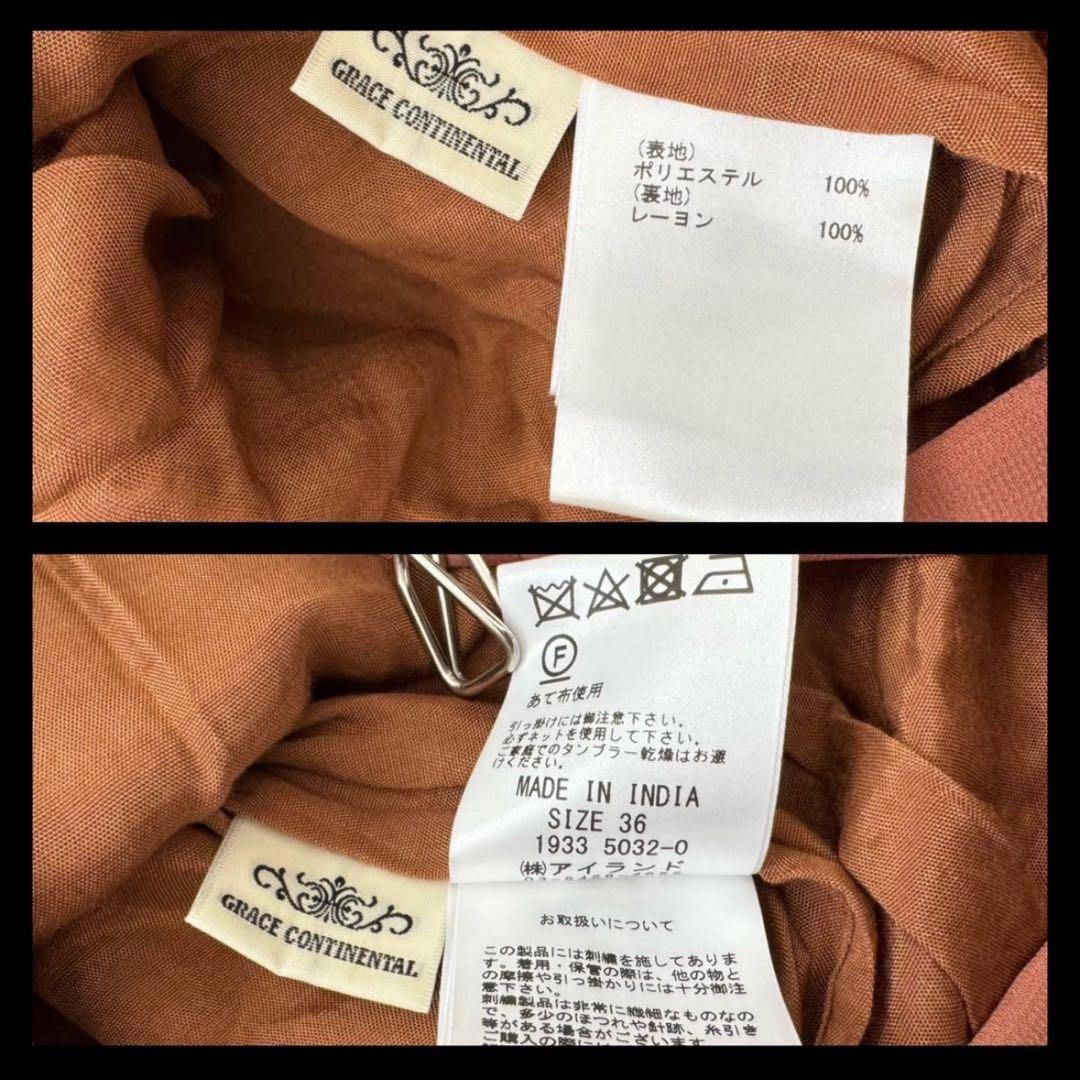 GRACE CONTINENTAL
(表地)
ポリエステル 100%
(裏地)
レーヨン 100%
F
あて布使用
引っ掛けには御注意下さい。
必ずネットを使用して下さい。
ご家庭でのタンブラー乾燥はお避
けください。
MADE IN INDIA
SIZE 36
1933 5032-0
(株)アイランド
GRACE CONTINENTAL
お取扱いについて
この製品には刺繍を施してありま
す。着用・保管の際は、他の物と
の摩擦や引っ掛かりには十分御注
意下さい。
刺繍製品は非常に繊細なものなの
で、多少のほつれや針跡、糸引き
等がある場合がございます。
ご購入の際に